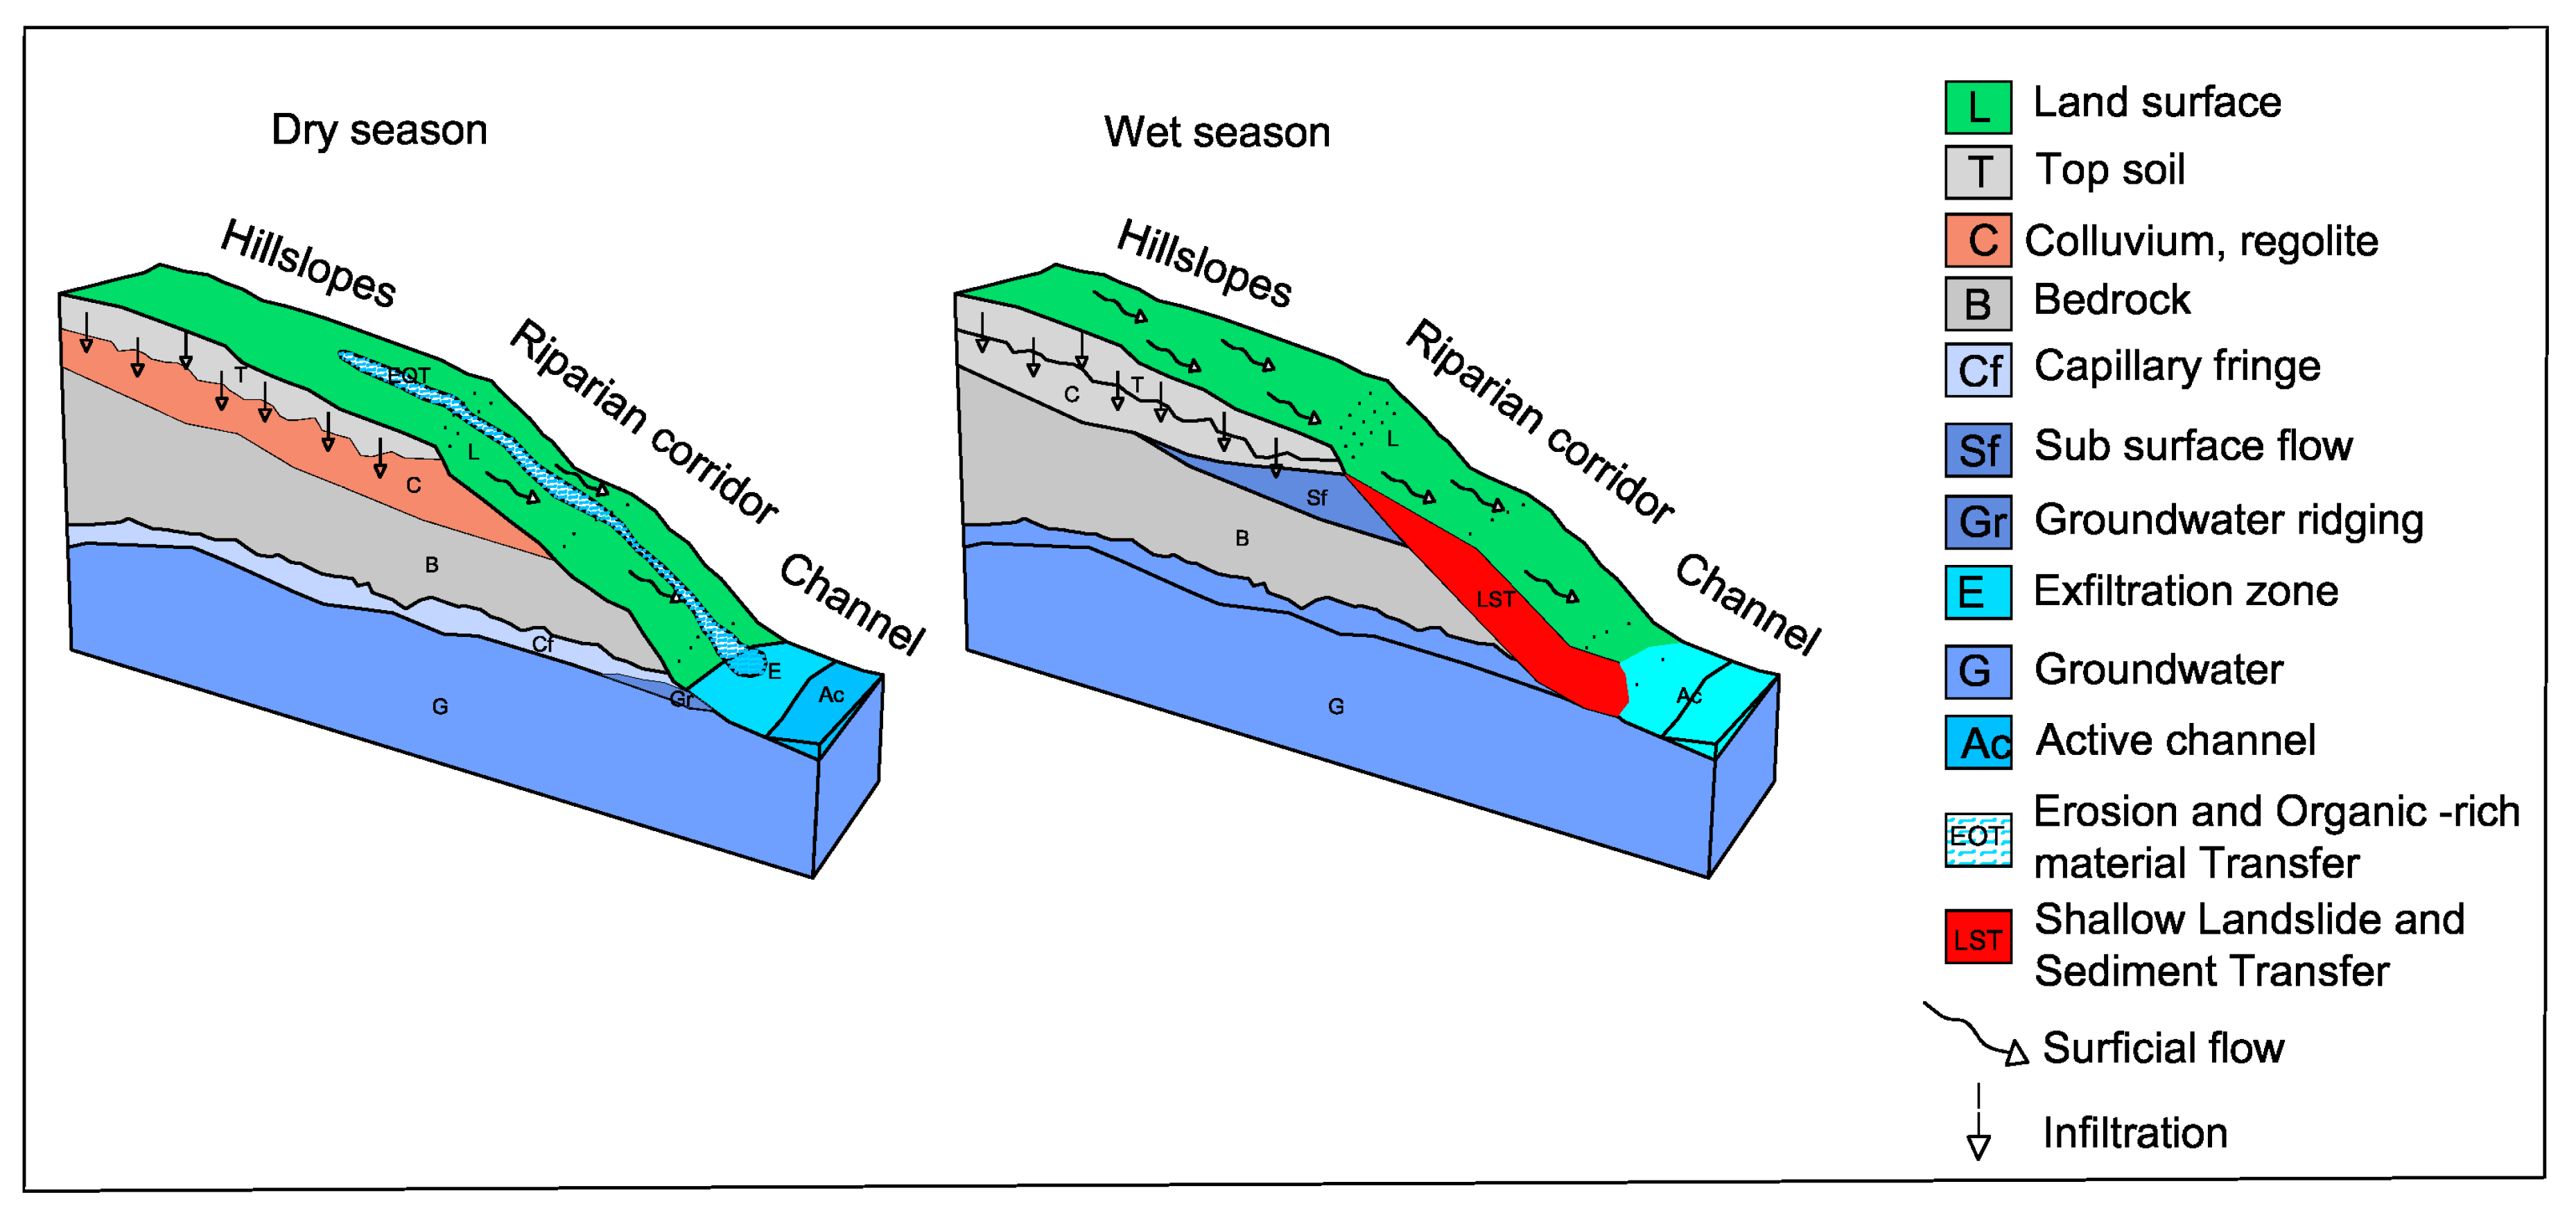 Dry season
Hillslopes
Riparian corridor
Channel
EOT
T
L
C
B
Cf
Gr
E
Ac
G
Wet season
Hillslopes
Riparian corridor
Channel
T
C
L
Sf
B
LST
Ac
G
L Land surface
T Top soil
C Colluvium, regolite
B Bedrock
Cf Capillary fringe
Sf Sub surface flow
Gr Groundwater ridging
E Exfiltration zone
G Groundwater
Ac Active channel
EOT Erosion and Organic -rich
material Transfer
LST Shallow Landslide and
Sediment Transfer
Surficial flow
Infiltration